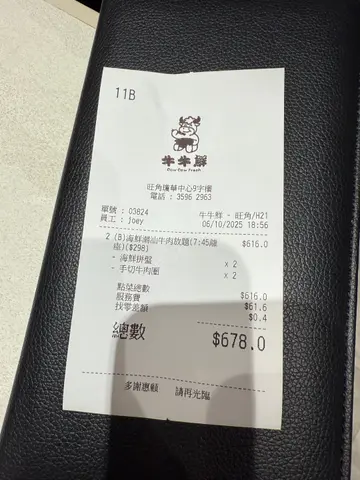 11B
牛牛鮮
Cow Cow Fresh
旺角瓊華中心9字樓
電話 : 3596 2963
單號 : 03824
牛牛鮮 - 旺角/H21
員工 : joey
06/10/2025 18:56
2 (B)海鮮潮汕牛肉放題(7:45離 $616.0
座)($298)
- 海鮮拼盤 x 2
- 手切牛肉圈 x 2
點菜總數 $616.0
服務費 $61.6
找零差額 $0.4
總數 $678.0
多謝惠顧 請再光臨